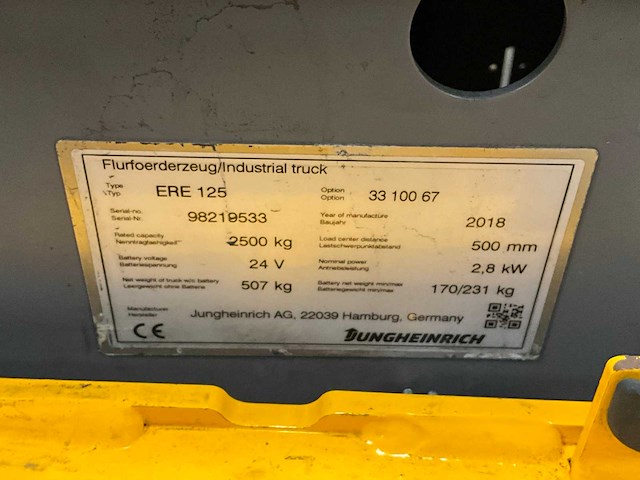 Flurfoerderzeug/Industrial truck
Type
Typ. ERE 125 Option
Option 33 100 67
Serial-no.
Serial-Nr. 98219533 Year of manufacture
Baujahr 2018
Rated capacity
Nenntragfaehigkeit 2500 kg Load center distance
Lastschwerpunktabstand 500 mm
Battery voltage
Batteriespannung 24 V Nominal power
Antriebsleistung 2,8 kW
Net weight of truck w/o battery
Leergewicht ohne Batterie 507 kg Battery net weight min/max
Batteriegewicht min/max 170/231 kg
Manufacturer
Hersteller Jungheinrich AG, 22039 Hamburg, Germany
CE JUNGHEINRICH